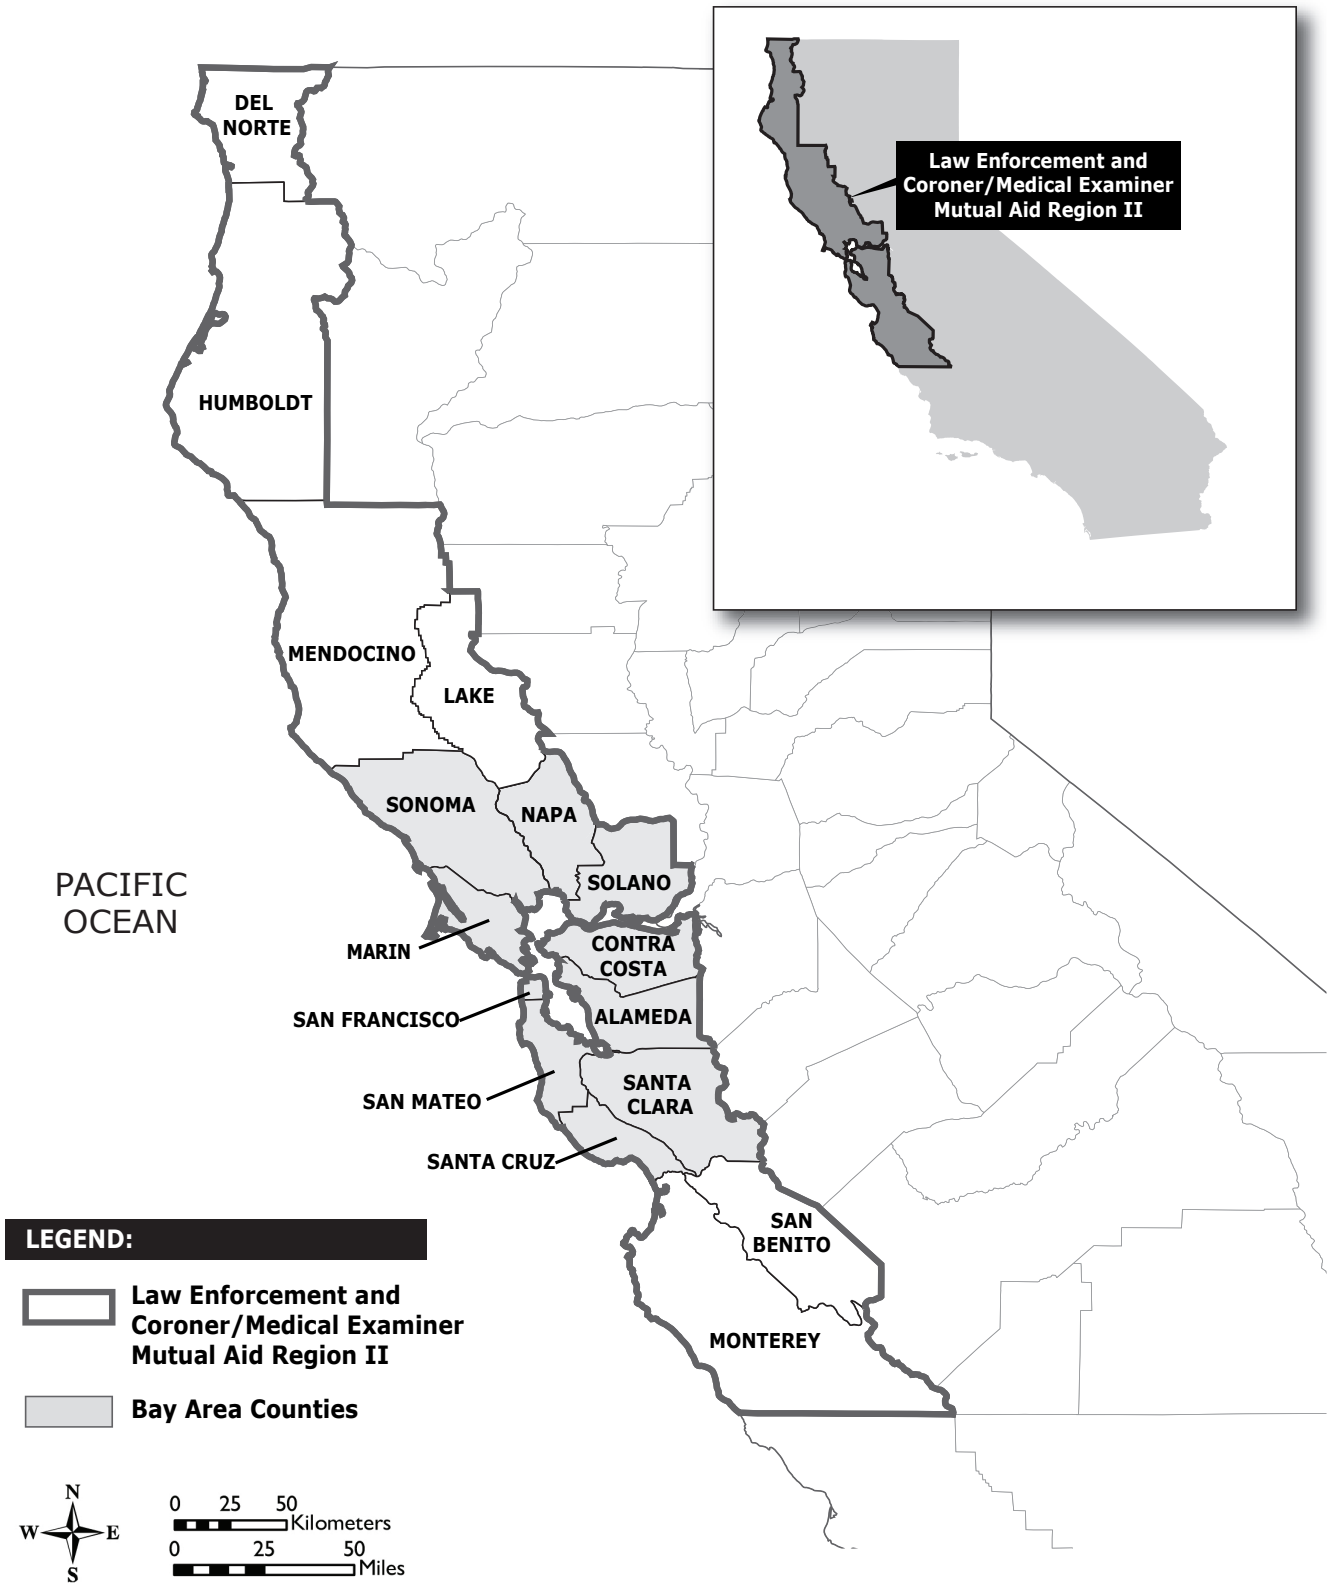 Law Enforcement and
Coroner/Medical Examiner
Mutual Aid Region II
DEL
NORTE
HUMBOLDT
MENDOCINO
LAKE
SONOMA
NAPA
SOLANO
PACIFIC
OCEAN
MARIN
CONTRA
COSTA
SAN FRANCISCO
ALAMEDA
SAN MATEO
SANTA
CLARA
SANTA CRUZ
SAN
BENITO
MONTEREY
LEGEND:
Law Enforcement and
Coroner/Medical Examiner
Mutual Aid Region II
Bay Area Counties
N
W E
S
0 25 50
Kilometers
0 25 50
Miles